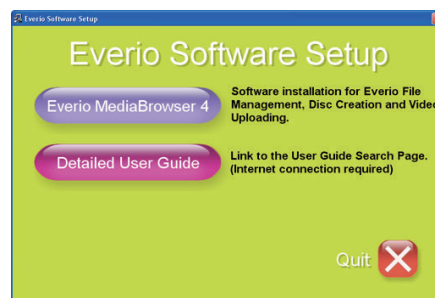 Everio Software Setup
Everio Software Setup
Everio MediaBrowser 4
Software installation for Everio File
Management, Disc Creation and Video
Uploading.
Detailed User Guide
Link to the User Guide Search Page.
(Internet connection required)
Quit